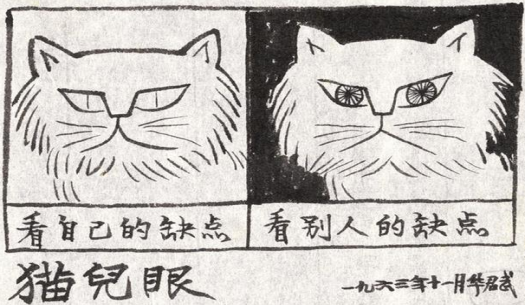 看自己的缺点
看别人的缺点
猫兒眼
一九六三年十一月华君武